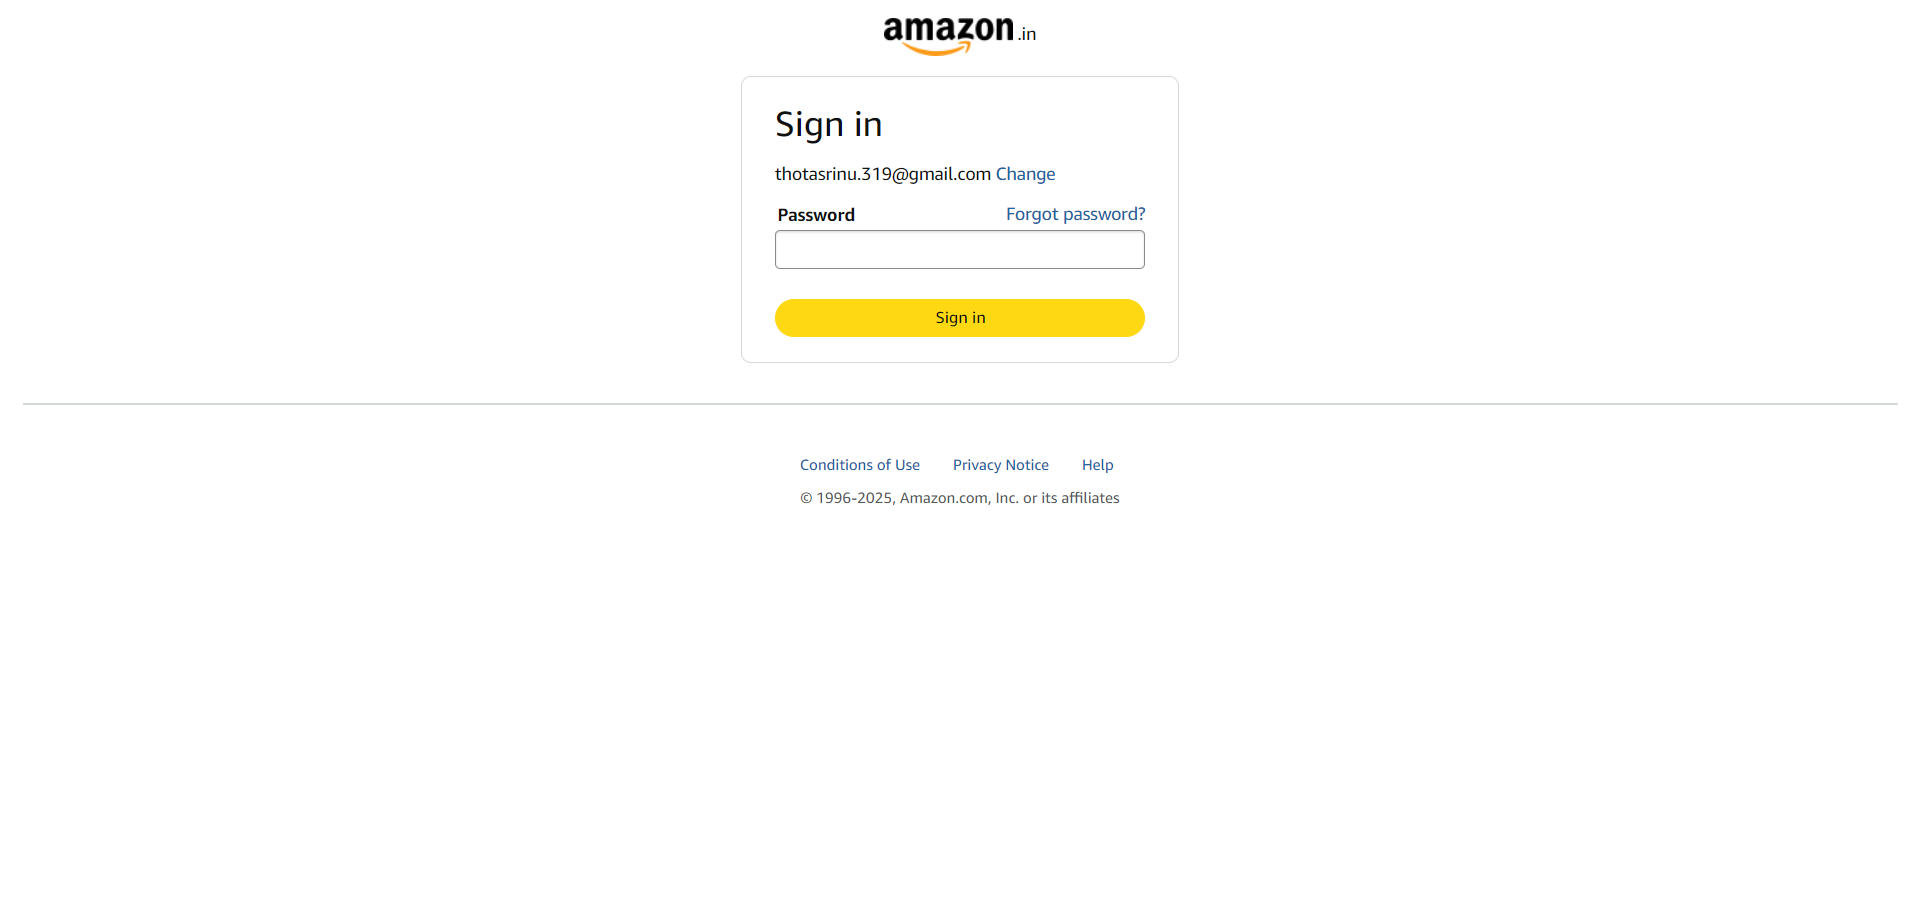 amazon.in
Sign in
thotasrinu.319@gmail.com Change
Password Forgot password?
Sign in
Conditions of Use Privacy Notice Help
© 1996-2025, Amazon.com, Inc. or its affiliates